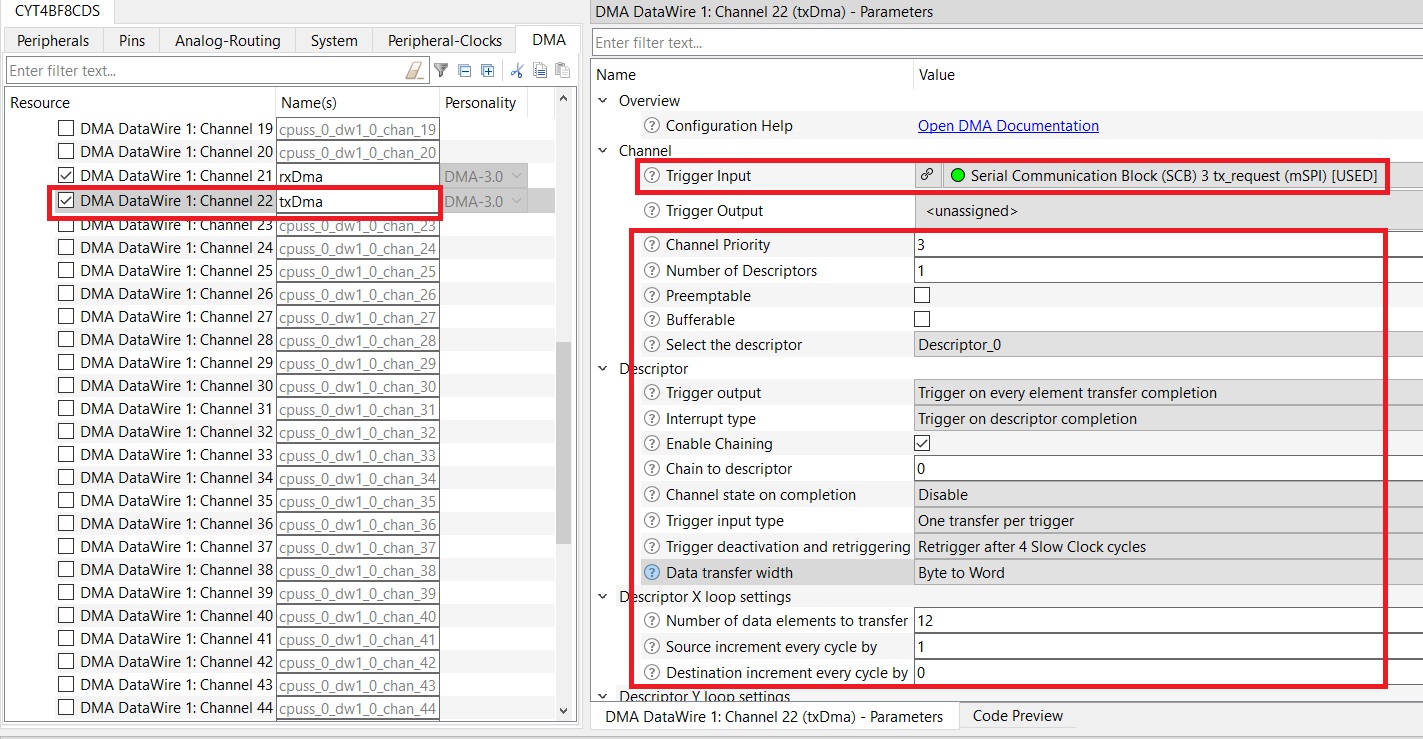 CYT4BF8CDS
Peripherals Pins Analog-Routing System Peripheral-Clocks DMA
Enter filter text...
Resource Name(s) Personality
DMA DataWire 1: Channel 19 cpuss_0_dw1_0_chan_19
DMA DataWire 1: Channel 20 cpuss_0_dw1_0_chan_20
DMA DataWire 1: Channel 21 rxDma DMA-3.0
DMA DataWire 1: Channel 22 txDma DMA-3.0
DMA DataWire 1: Channel 23 cpuss_0_dw1_0_chan_23
DMA DataWire 1: Channel 24 cpuss_0_dw1_0_chan_24
DMA DataWire 1: Channel 25 cpuss_0_dw1_0_chan_25
DMA DataWire 1: Channel 26 cpuss_0_dw1_0_chan_26
DMA DataWire 1: Channel 27 cpuss_0_dw1_0_chan_27
DMA DataWire 1: Channel 28 cpuss_0_dw1_0_chan_28
DMA DataWire 1: Channel 29 cpuss_0_dw1_0_chan_29
DMA DataWire 1: Channel 30 cpuss_0_dw1_0_chan_30
DMA DataWire 1: Channel 31 cpuss_0_dw1_0_chan_31
DMA DataWire 1: Channel 32 cpuss_0_dw1_0_chan_32
DMA DataWire 1: Channel 33 cpuss_0_dw1_0_chan_33
DMA DataWire 1: Channel 34 cpuss_0_dw1_0_chan_34
DMA DataWire 1: Channel 35 cpuss_0_dw1_0_chan_35
DMA DataWire 1: Channel 36 cpuss_0_dw1_0_chan_36
DMA DataWire 1: Channel 37 cpuss_0_dw1_0_chan_37
DMA DataWire 1: Channel 38 cpuss_0_dw1_0_chan_38
DMA DataWire 1: Channel 39 cpuss_0_dw1_0_chan_39
DMA DataWire 1: Channel 40 cpuss_0_dw1_0_chan_40
DMA DataWire 1: Channel 41 cpuss_0_dw1_0_chan_41
DMA DataWire 1: Channel 42 cpuss_0_dw1_0_chan_42
DMA DataWire 1: Channel 43 cpuss_0_dw1_0_chan_43
DMA DataWire 1: Channel 44 cpuss_0_dw1_0_chan_44
DMA DataWire 1: Channel 22 (txDma) - Parameters
Enter filter text...
Name Value
Overview
Configuration Help Open DMA Documentation
Channel
Trigger Input Serial Communication Block (SCB) 3 tx_request (mSPI) [USED]
Trigger Output <unassigned>
Channel Priority 3
Number of Descriptors 1
Preemptable
Bufferable
Select the descriptor Descriptor_0
Descriptor
Trigger output Trigger on every element transfer completion
Interrupt type Trigger on descriptor completion
Enable Chaining
Chain to descriptor 0
Channel state on completion Disable
Trigger input type One transfer per trigger
Trigger deactivation and retriggering Retrigger after 4 Slow Clock cycles
Data transfer width Byte to Word
Descriptor X loop settings
Number of data elements to transfer 12
Source increment every cycle by 1
Destination increment every cycle by 0
Descriptor Y loop settings
DMA DataWire 1: Channel 22 (txDma) - Parameters Code Preview